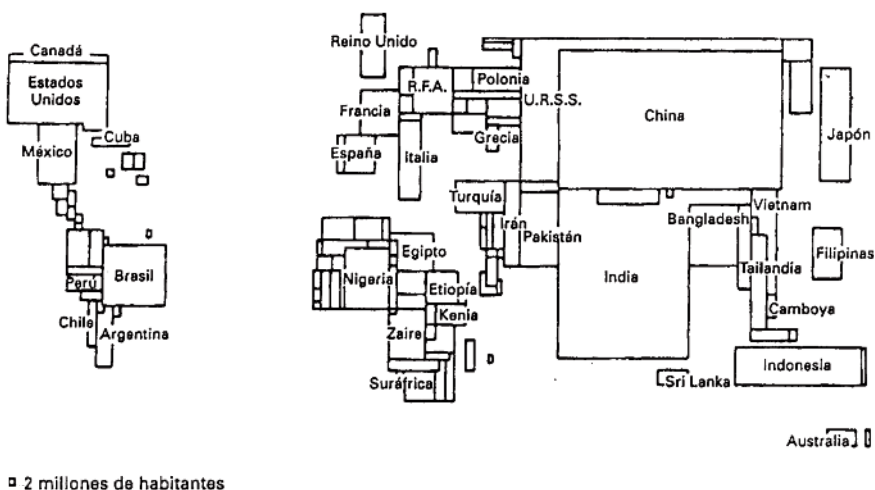 Canadá
Estados
Unidos
México
Cuba
Perú
Brasil
Chile
Argentina
Reino Unido
R.F.A.
Polonia
U.R.S.S.
Francia
Grecia
España
Italia
China
Japón
Turquía
Irán
Pakistán
India
Bangladesh
Vietnam
Tailandia
Filipinas
Camboya
Egipto
Nigeria
Etiopía
Kenia
Zaire
Suráfrica
Sri Lanka
Indonesia
Australia
2 millones de habitantes